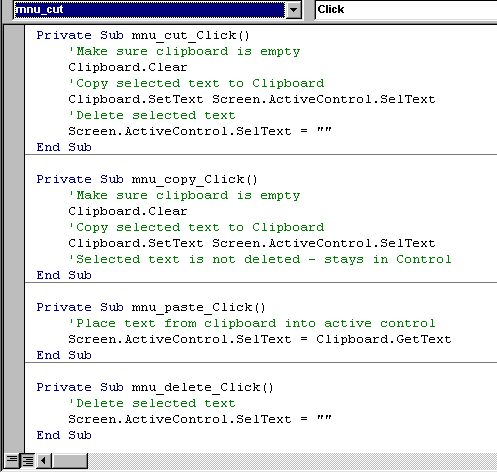 mnu_cut Click
Private Sub mnu_cut_Click()
'Make sure clipboard is empty
Clipboard.Clear
'Copy selected text to Clipboard
Clipboard.SetText Screen.ActiveControl.SelText
'Delete selected text
Screen.ActiveControl.SelText = ""
End Sub
Private Sub mnu_copy_Click()
'Make sure clipboard is empty
Clipboard.Clear
'Copy selected text to Clipboard
Clipboard.SetText Screen.ActiveControl.SelText
'Selected text is not deleted - stays in Control
End Sub
Private Sub mnu_paste_Click()
'Place text from clipboard into active control
Screen.ActiveControl.SelText = Clipboard.GetText
End Sub
Private Sub mnu_delete_Click()
'Delete selected text
Screen.ActiveControl.SelText = ""
End Sub